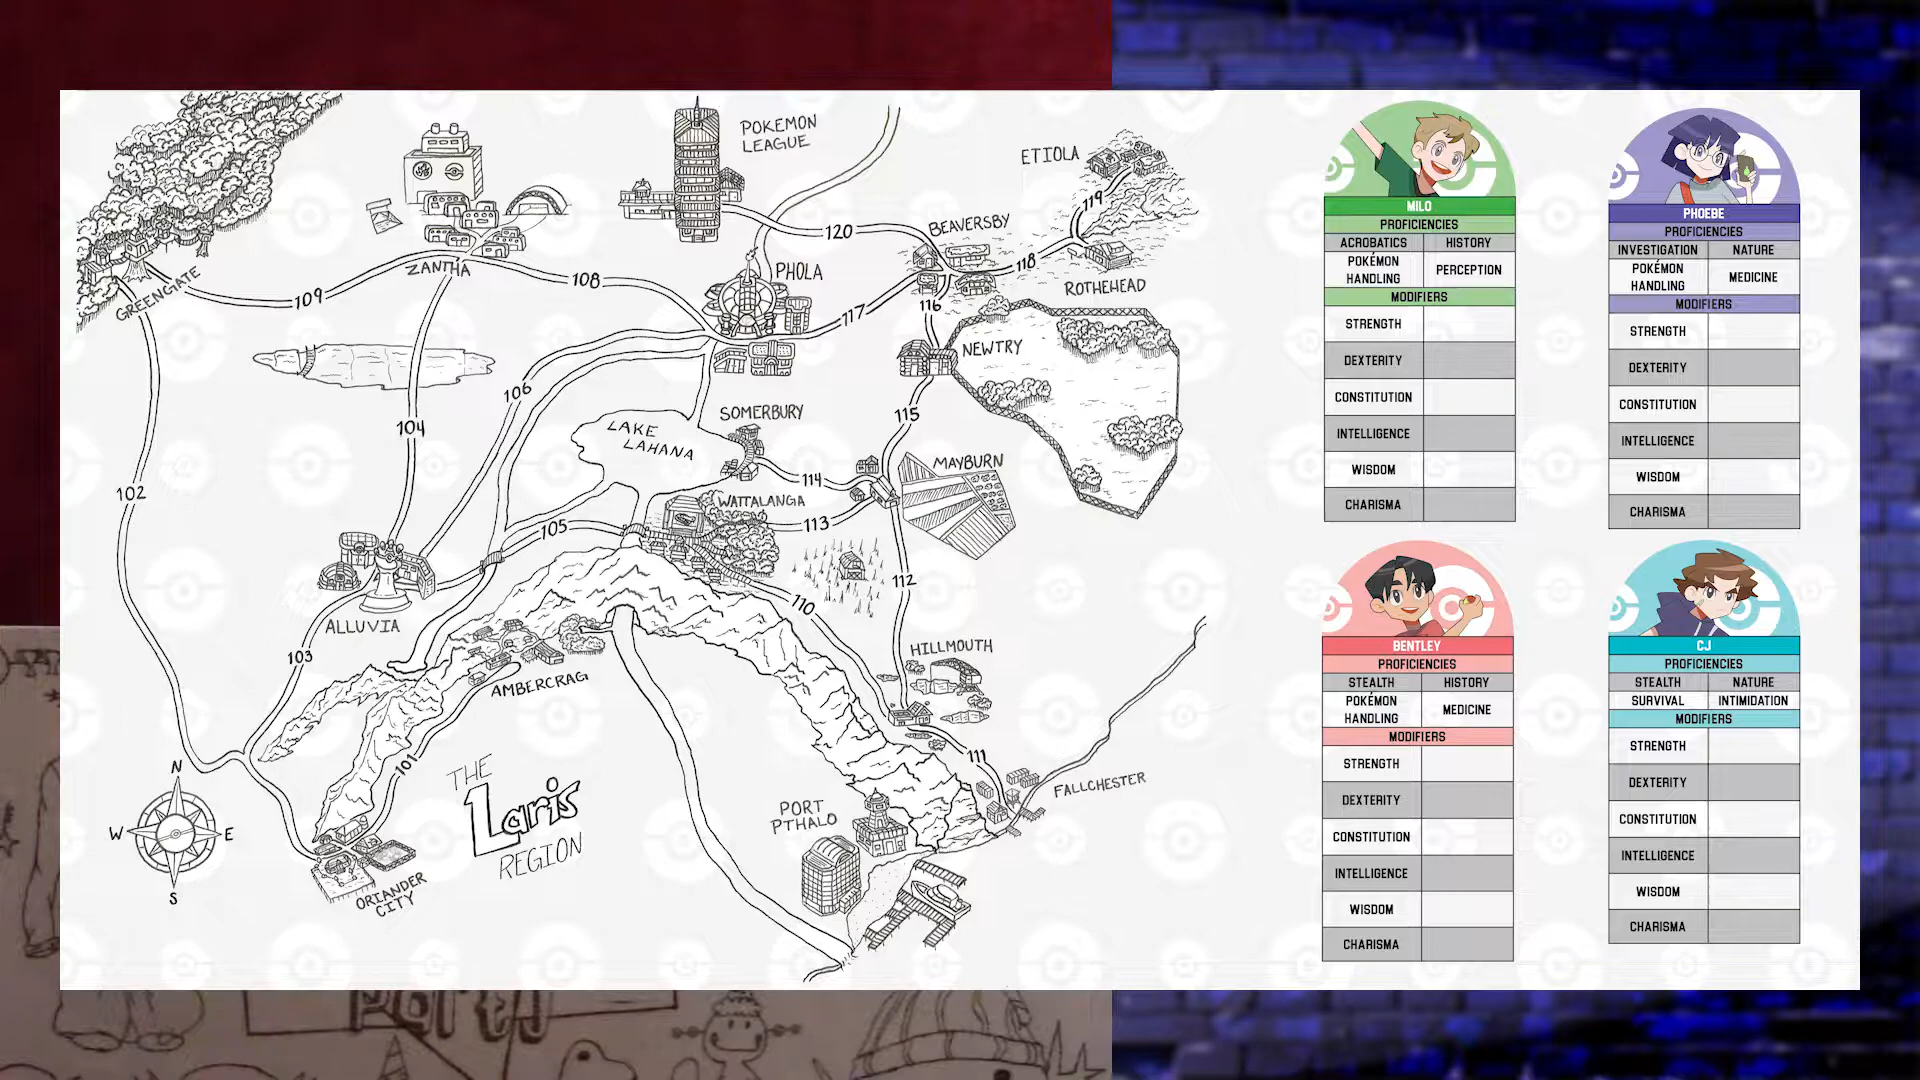 POKEMON
LEAGUE
ETIOLA
119
BEAVERSBY
120
118
ZANTHA
PHOLA
108
ROTHEHEAD
GREENGATE
109
116
117
NEWTRY
106
SOMERBURY
115
LAKE
LAHANA
104
MAYBURN
114
102
WATTALANGA
105
113
112
110
ALLUVIA
103
HILLMOUTH
AMBERCRAG
111
101
THE
Laris
REGION
FALLCHESTER
PORT
PTHALO
ORIANDER
CITY
N
W
E
S
MILO
PROFICIENCIES
ACROBATICS HISTORY
POKÉMON
HANDLING PERCEPTION
MODIFIERS
STRENGTH
DEXTERITY
CONSTITUTION
INTELLIGENCE
WISDOM
CHARISMA
PHOEBE
PROFICIENCIES
INVESTIGATION NATURE
POKÉMON
HANDLING MEDICINE
MODIFIERS
STRENGTH
DEXTERITY
CONSTITUTION
INTELLIGENCE
WISDOM
CHARISMA
BENTLEY
PROFICIENCIES
STEALTH HISTORY
POKÉMON
HANDLING MEDICINE
MODIFIERS
STRENGTH
DEXTERITY
CONSTITUTION
INTELLIGENCE
WISDOM
CHARISMA
CJ
PROFICIENCIES
STEALTH NATURE
SURVIVAL INTIMIDATION
MODIFIERS
STRENGTH
DEXTERITY
CONSTITUTION
INTELLIGENCE
WISDOM
CHARISMA